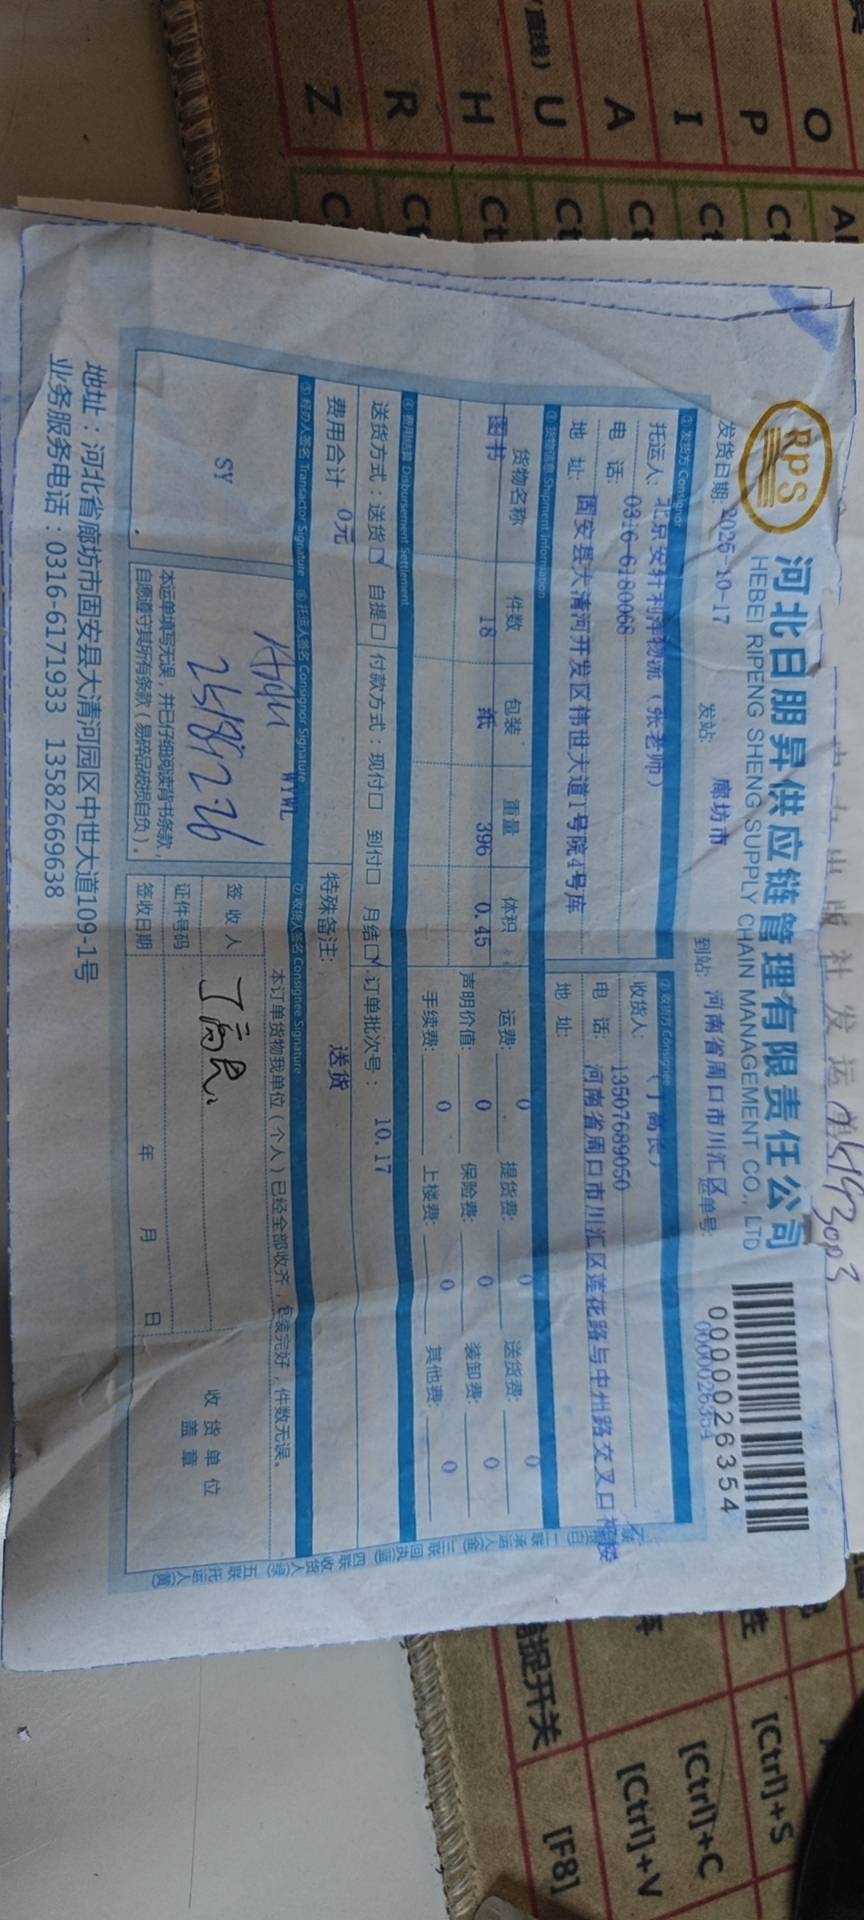 RPS
河北日朋昇供应链管理有限责任公司
HEBEI RIPENG SHENG SUPPLY CHAIN MANAGEMENT CO., LTD
0000026354
发货日期: 2025-10-17 发站: 廊坊市 到站: 河南省周口市川汇区 运单号: 0000026354
①发货方 Consignor ②收货方 Consignee
托运人: 北京安轩利泽物流（张老师） 收货人: （丁高长）
电 话: 0316-6180068 电 话: 13507689050
地 址: 固安县大清河开发区伟世大道1号院4号库 地 址: 河南省周口市川汇区莲花路与中州路交叉口
③货物信息 Shipment Information
货物名称 件数 包装 重量 体积 运费: 0 提货费: 0 送货费: 0
图书 18 纸 396 0.45 声明价值: 0 保险费: 0 装卸费: 0
手续费: 0 上楼费: 0 其他费: 0
④费用结算 Disbursement Settlement
送货方式：送货☑ 自提□ 付款方式：现付□ 到付□ 月结☑ 订单批次号： 10.17
费用合计 0元 特殊备注: 送货
⑤经办人签名 Transactor Signature ⑥托运人签名 Consignor Signature ⑦收货人签名 Consignee Signature
SY WYWL
本订单货物我单位（个人）已经全部收齐，包装完好，件数无误。
签 收 人
证件号码
签收日期 年 月 日
收 货 单 位
盖 章
本运单填写无误，并已仔细阅读背书条款，
自愿遵守其所有条款（易碎品破损自负）。
地址：河北省廊坊市固安县大清河园区中世大道109-1号
业务服务电话：0316-6171933 13582669638
O
P
I
A
U
H
R
Z
[Ctrl]+S
[Ctrl]+C
[Ctrl]+V
[F8]